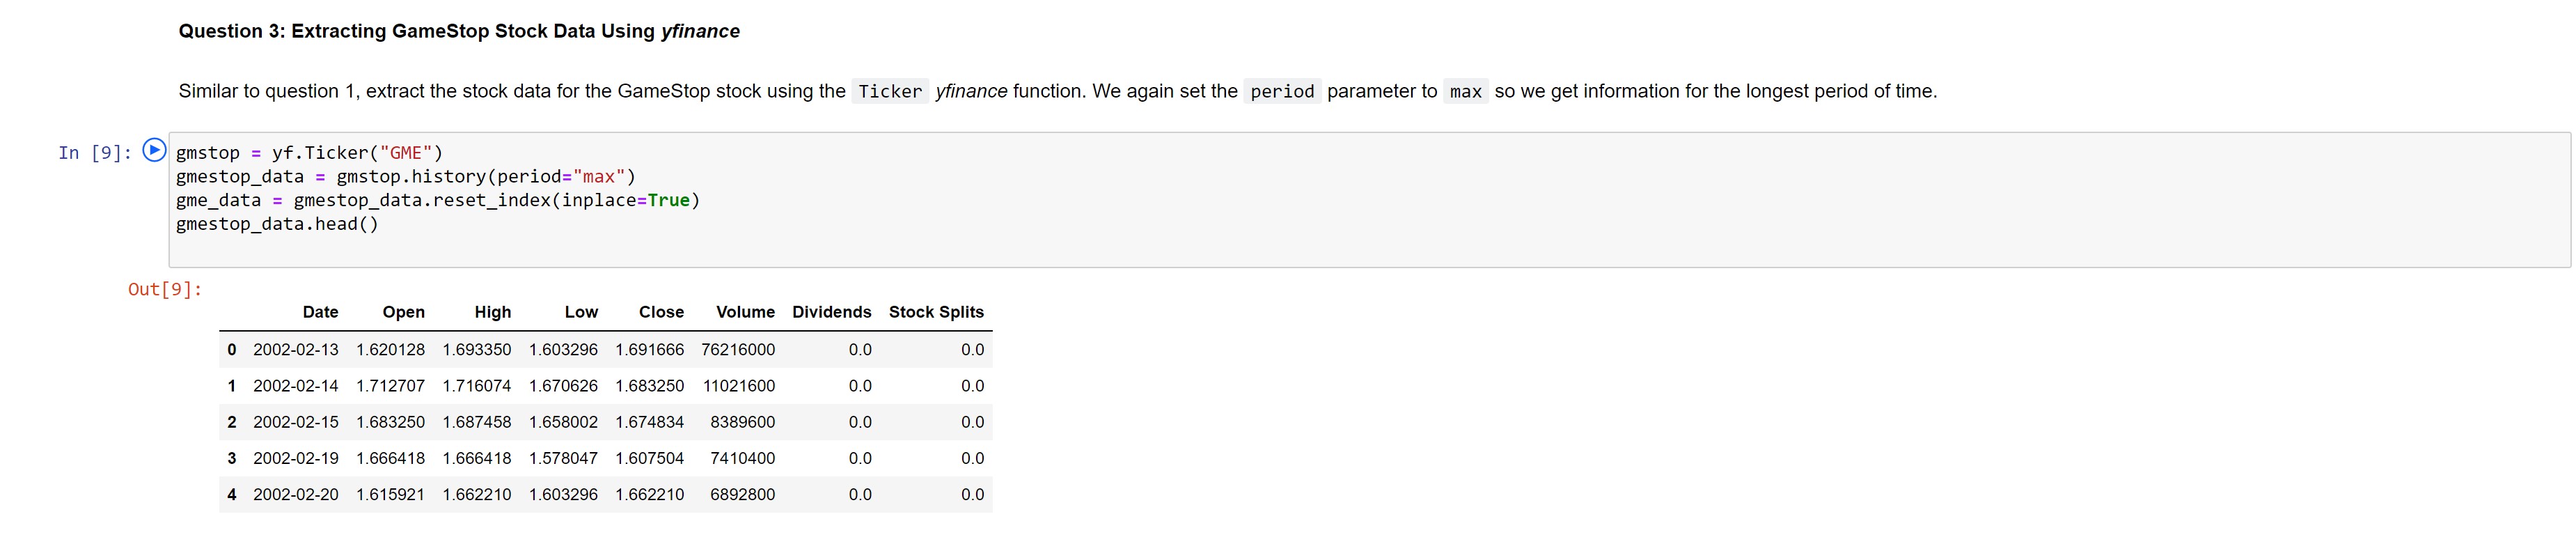 Question 3: Extracting GameStop Stock Data Using yfinance
Similar to question 1, extract the stock data for the GameStop stock using the Ticker yfinance function. We again set the period parameter to max so we get information for the longest period of time.
In [9]: gmstop = yf.Ticker("GME")
gmestop_data = gmstop.history(period="max")
gme_data = gmestop_data.reset_index(inplace=True)
gmestop_data.head()
Out[9]:
Date Open High Low Close Volume Dividends Stock Splits
0 2002-02-13 1.620128 1.693350 1.603296 1.691666 76216000 0.0 0.0
1 2002-02-14 1.712707 1.716074 1.670626 1.683250 11021600 0.0 0.0
2 2002-02-15 1.683250 1.687458 1.658002 1.674834 8389600 0.0 0.0
3 2002-02-19 1.666418 1.666418 1.578047 1.607504 7410400 0.0 0.0
4 2002-02-20 1.615921 1.662210 1.603296 1.662210 6892800 0.0 0.0